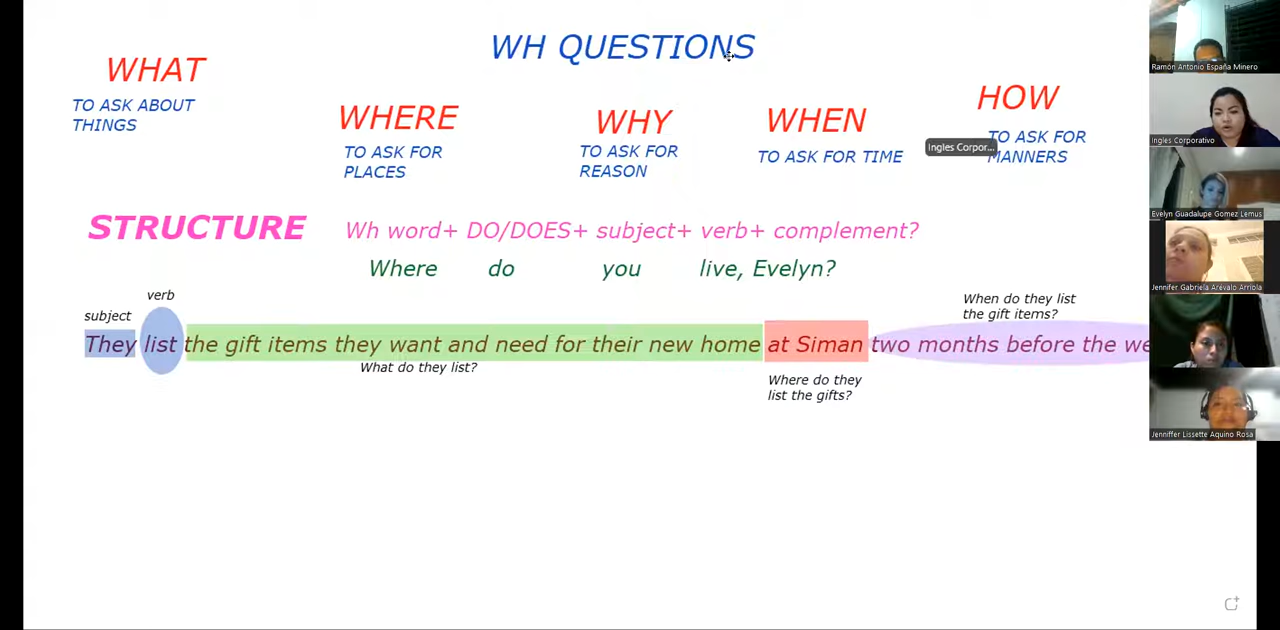 WH QUESTIONS
WHAT
TO ASK ABOUT
THINGS
WHERE
TO ASK FOR
PLACES
WHY
TO ASK FOR
REASON
WHEN
TO ASK FOR TIME
HOW
TO ASK FOR
MANNERS
Ingles Corpor...
STRUCTURE
Wh word+ DO/DOES+ subject+ verb+ complement?
Where do you live, Evelyn?
verb
subject
When do they list
the gift items?
They list the gift items they want and need for their new home at Siman two months before the we
What do they list?
Where do they
list the gifts?
Ramón Antonio España Minero
Ingles Corporativo
Evelyn Guadalupe Gomez Lemus
Jennifer Gabriela Arévalo Arriola
Jenniffer Lissette Aquino Rosa